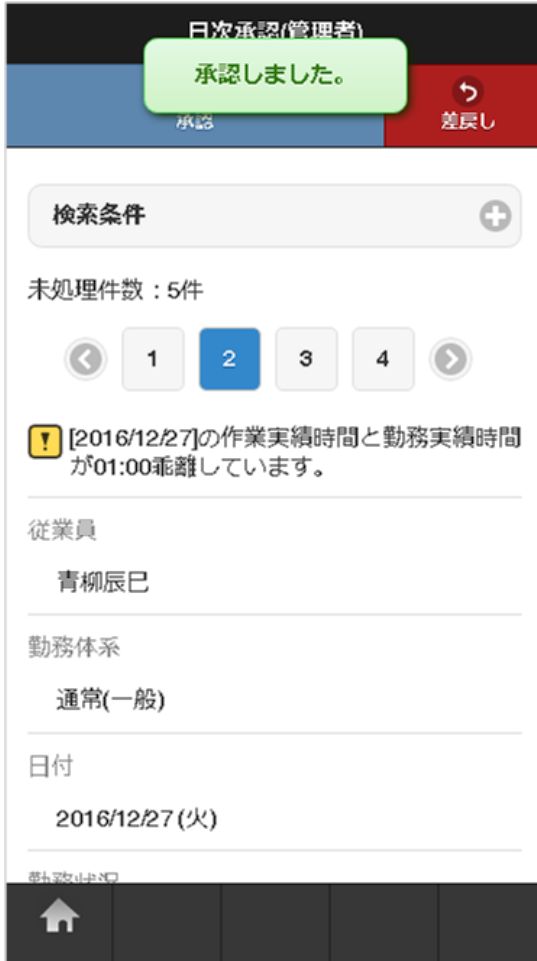 日次承認(管理者)
承認しました。
承認
差戻し
検索条件
未処理件数：5件
1 2 3 4
[2016/12/27]の作業実績時間と勤務実績時間
が01:00乖離しています。
従業員
青柳辰巳
勤務体系
通常(一般)
日付
2016/12/27 (火)
勤務状況